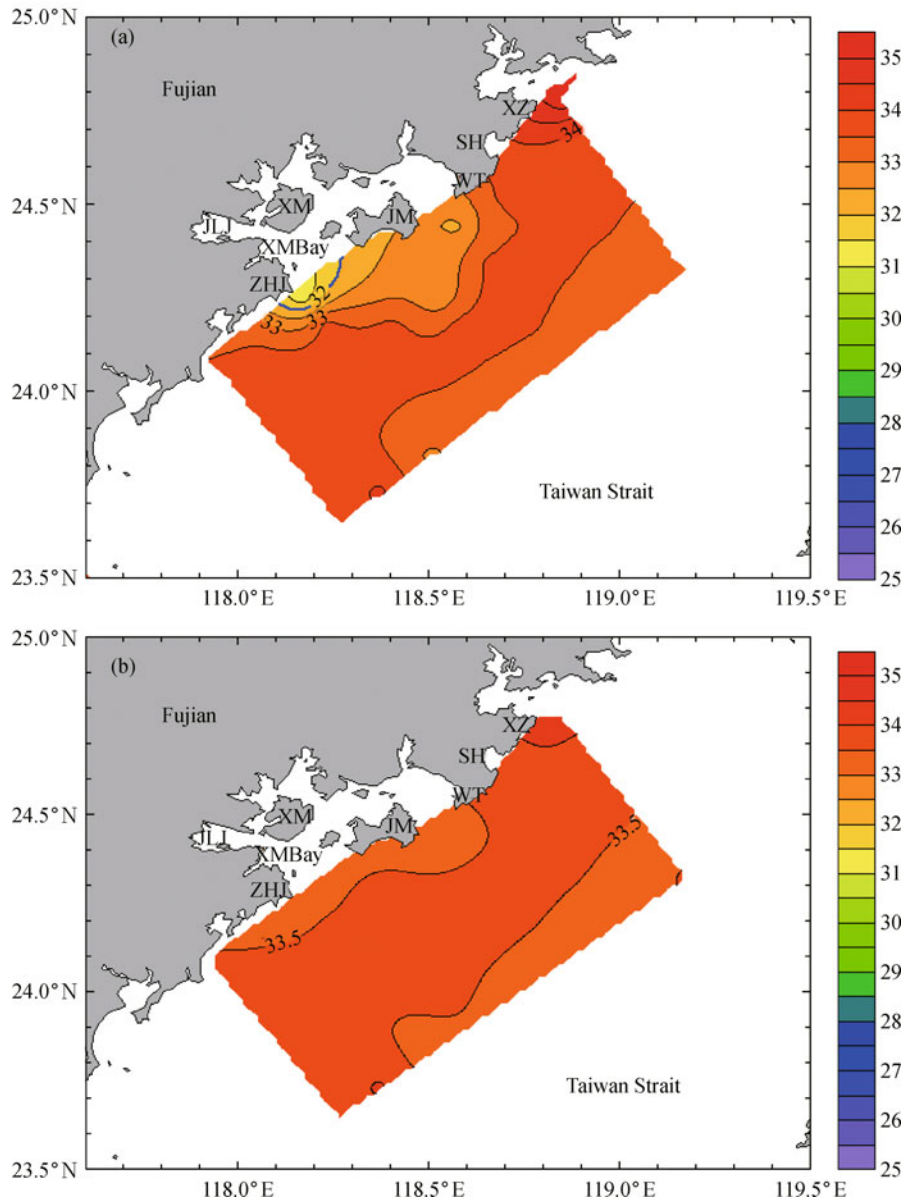 25.0° N
(a)
Fujian
XZ
SH
34
WT
24.5° N
XM
JM
JLJ
XMBay
ZHJ
32
33
33
24.0° N
Taiwan Strait
23.5° N
118.0° E
118.5° E
119.0° E
119.5° E
35
34
33
32
31
30
29
28
27
26
25
25.0° N
(b)
Fujian
XZ
SH
WT
24.5° N
XM
JM
JLJ
XMBay
33.5
ZHJ
33.5
24.0° N
Taiwan Strait
23.5° N
118.0° E
118.5° E
119.0° E
119.5° E
35
34
33
32
31
30
29
28
27
26
25